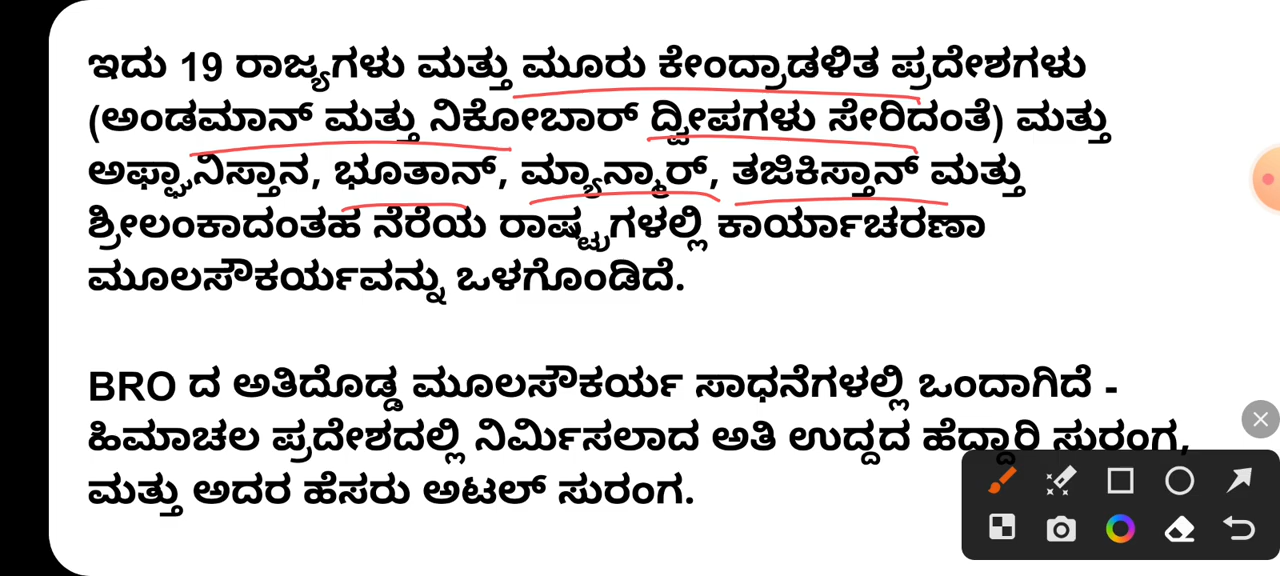 ಇದು 19 ರಾಜ್ಯಗಳು ಮತ್ತು ಮೂರು ಕೇಂದ್ರಾಡಳಿತ ಪ್ರದೇಶಗಳು
(ಅಂಡಮಾನ್ ಮತ್ತು ನಿಕೋಬಾರ್ ದ್ವೀಪಗಳು ಸೇರಿದಂತೆ) ಮತ್ತು
ಅಫ್ಘಾನಿಸ್ತಾನ, ಭೂತಾನ್, ಮ್ಯಾನ್ಮಾರ್, ತಜಿಕಿಸ್ತಾನ್ ಮತ್ತು
ಶ್ರೀಲಂಕಾದಂತಹ ನೆರೆಯ ರಾಷ್ಟ್ರಗಳಲ್ಲಿ ಕಾರ್ಯಾಚರಣಾ
ಮೂಲಸೌಕರ್ಯವನ್ನು ಒಳಗೊಂಡಿದೆ.
BRO ದ ಅತಿದೊಡ್ಡ ಮೂಲಸೌಕರ್ಯ ಸಾಧನೆಗಳಲ್ಲಿ ಒಂದಾಗಿದೆ -
ಹಿಮಾಚಲ ಪ್ರದೇಶದಲ್ಲಿ ನಿರ್ಮಿಸಲಾದ ಅತಿ ಉದ್ದದ ಹೆದ್ದಾರಿ ಸುರಂಗ,
ಮತ್ತು ಅದರ ಹೆಸರು ಅಟಲ್ ಸುರಂಗ.